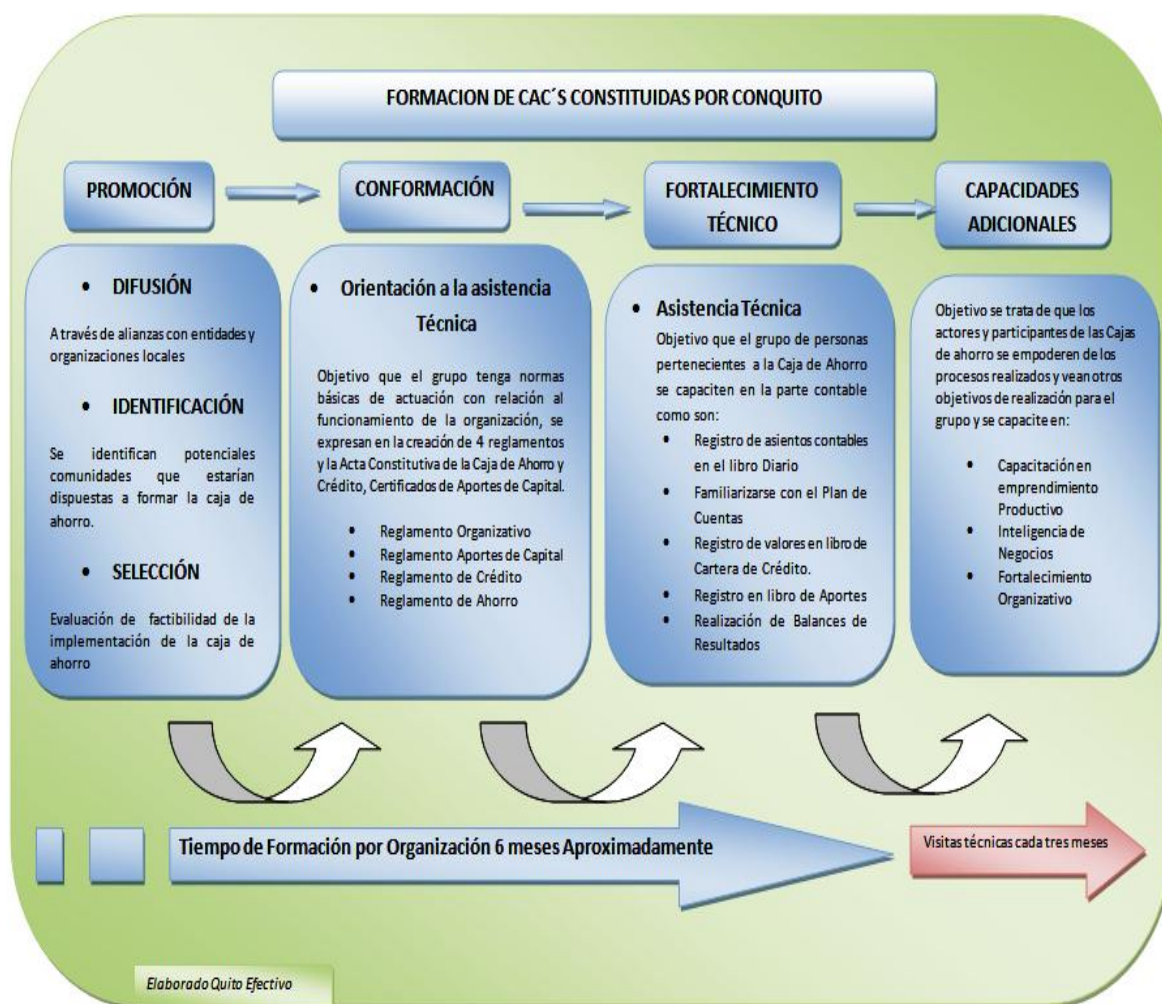 FORMACION DE CAC´S CONSTITUIDAS POR CONQUITO
PROMOCIÓN
CONFORMACIÓN
FORTALECIMIENTO
TÉCNICO
CAPACIDADES
ADICIONALES
• DIFUSIÓN
A través de alianzas con entidades y
organizaciones locales
• IDENTIFICACIÓN
Se identifican potenciales
comunidades que estarían
dispuestas a formar la caja de
ahorro.
• SELECCIÓN
Evaluación de factibilidad de la
implementación de la caja de
ahorro
• Orientación a la asistencia
Técnica
Objetivo que el grupo tenga normas
básicas de actuación con relación al
funcionamiento de la organización, se
expresan en la creación de 4 reglamentos
y la Acta Constitutiva de la Caja de Ahorro y
Crédito, Certificados de Aportes de Capital.
• Reglamento Organizativo
• Reglamento Aportes de Capital
• Reglamento de Crédito
• Reglamento de Ahorro
• Asistencia Técnica
Objetivo que el grupo de personas
pertenecientes a la Caja de Ahorro
se capaciten en la parte contable
como son:
• Registro de asientos contables
en el libro Diario
• Familiarizarse con el Plan de
Cuentas
• Registro de valores en libro de
Cartera de Crédito.
• Registro en libro de Aportes
• Realización de Balances de
Resultados
Objetivo se trata de que los
actores y participantes de las Cajas
de ahorro se empoderen de los
procesos realizados y vean otros
objetivos de realización para el
grupo y se capacite en:
• Capacitación en
emprendimiento
Productivo
• Inteligencia de
Negocios
• Fortalecimiento
Organizativo
Tiempo de Formación por Organización 6 meses Aproximadamente
Visitas técnicas cada tres meses
Elaborado Quito Efectivo